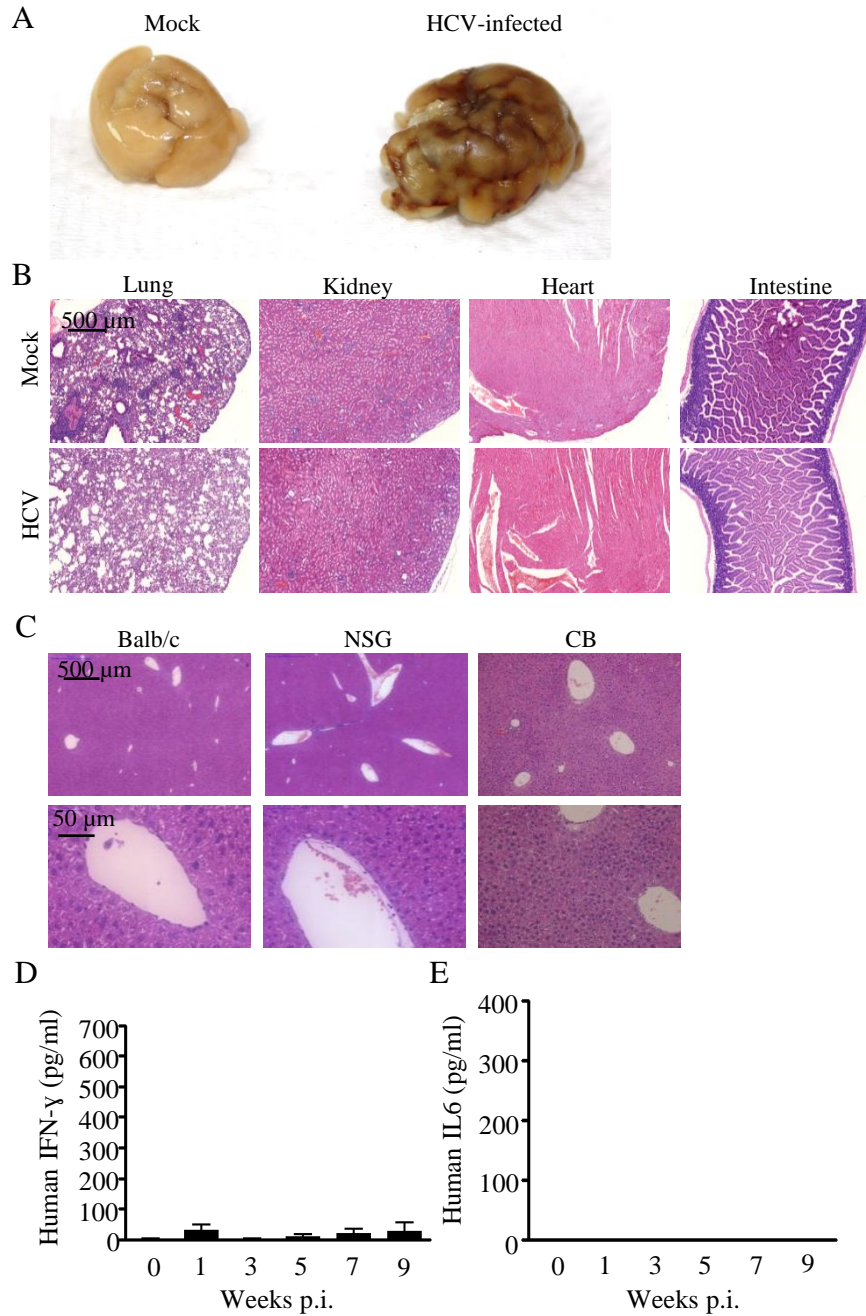 A
Mock HCV-infected
B
Lung Kidney Heart Intestine
500 µm
Mock
HCV
C
Balb/c NSG CB
500 µm
50 µm
D
Human IFN-ɣ (pg/ml)
700
600
500
400
300
200
100
0
0 1 3 5 7 9
Weeks p.i.
E
Human IL6 (pg/ml)
400
300
200
100
0
0 1 3 5 7 9
Weeks p.i.